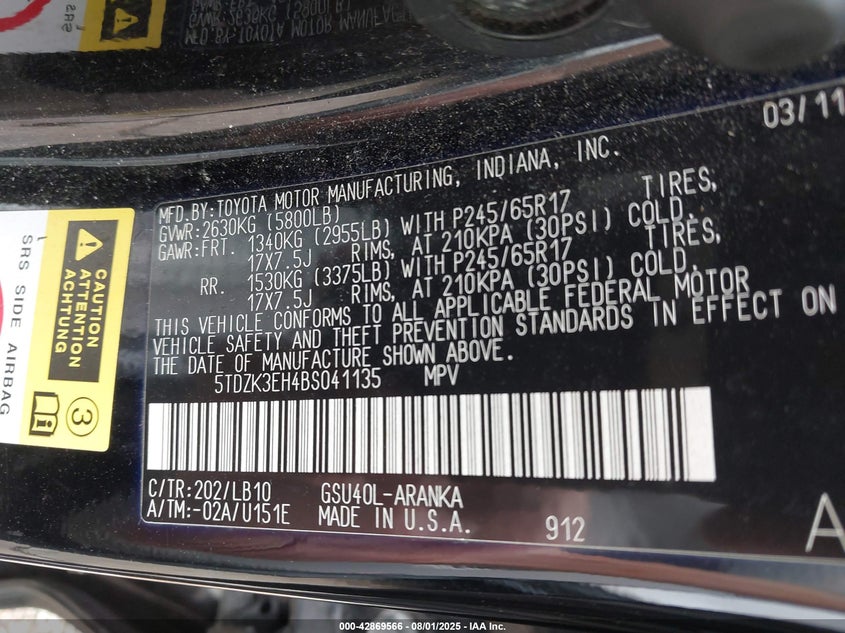 03/11
MFD.BY:TOYOTA MOTOR MANUFACTURING, INDIANA, INC.
GVWR:2630KG (5800LB)
GAWR:FRT. 1340KG (2955LB) WITH P245/65R17 TIRES,
17X7.5J RIMS, AT 210KPA (30PSI) COLD.
RR. 1530KG (3375LB) WITH P245/65R17 TIRES,
17X7.5J RIMS, AT 210KPA (30PSI) COLD.
THIS VEHICLE CONFORMS TO ALL APPLICABLE FEDERAL MOTOR
VEHICLE SAFETY AND THEFT PREVENTION STANDARDS IN EFFECT ON
THE DATE OF MANUFACTURE SHOWN ABOVE.
5TDZK3EH4BS041135 MPV
C/TR:202/LB10 GSU40L-ARANKA
A/TM:-02A/U151E MADE IN U.S.A. 912
A
SRS SIDE AIRBAG
CAUTION
ATTENTION
ACHTUNG
3
000-42869566 - 08/01/2025 - IAA Inc.